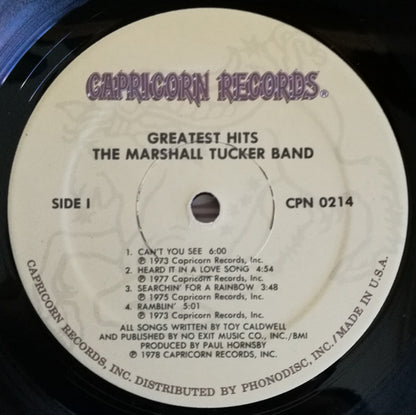 CAPRICORN RECORDS®
GREATEST HITS
THE MARSHALL TUCKER BAND
SIDE I
CPN 0214
1. CAN'T YOU SEE 6:00
℗ 1973 Capricorn Records, Inc.
2. HEARD IT IN A LOVE SONG 4:54
℗ 1977 Capricorn Records, Inc.
3. SEARCHIN' FOR A RAINBOW 3:48
℗ 1975 Capricorn Records, Inc.
4. RAMBLIN' 5:01
℗ 1973 Capricorn Records, Inc.
ALL SONGS WRITTEN BY TOY CALDWELL
AND PUBLISHED BY NO EXIT MUSIC CO., INC./BMI
PRODUCED BY PAUL HORNSBY
℗ 1978 CAPRICORN RECORDS, INC.
CAPRICORN RECORDS, INC. DISTRIBUTED BY PHONODISC, INC./MADE IN U.S.A.